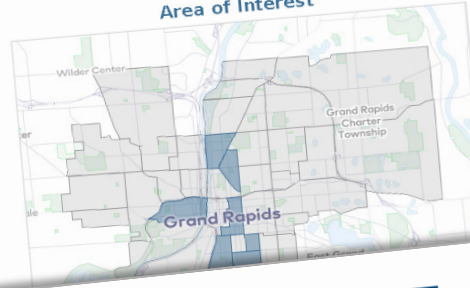 Area of Interest
Wilder Center
Grand Rapids
Charter
Township
Grand Rapids